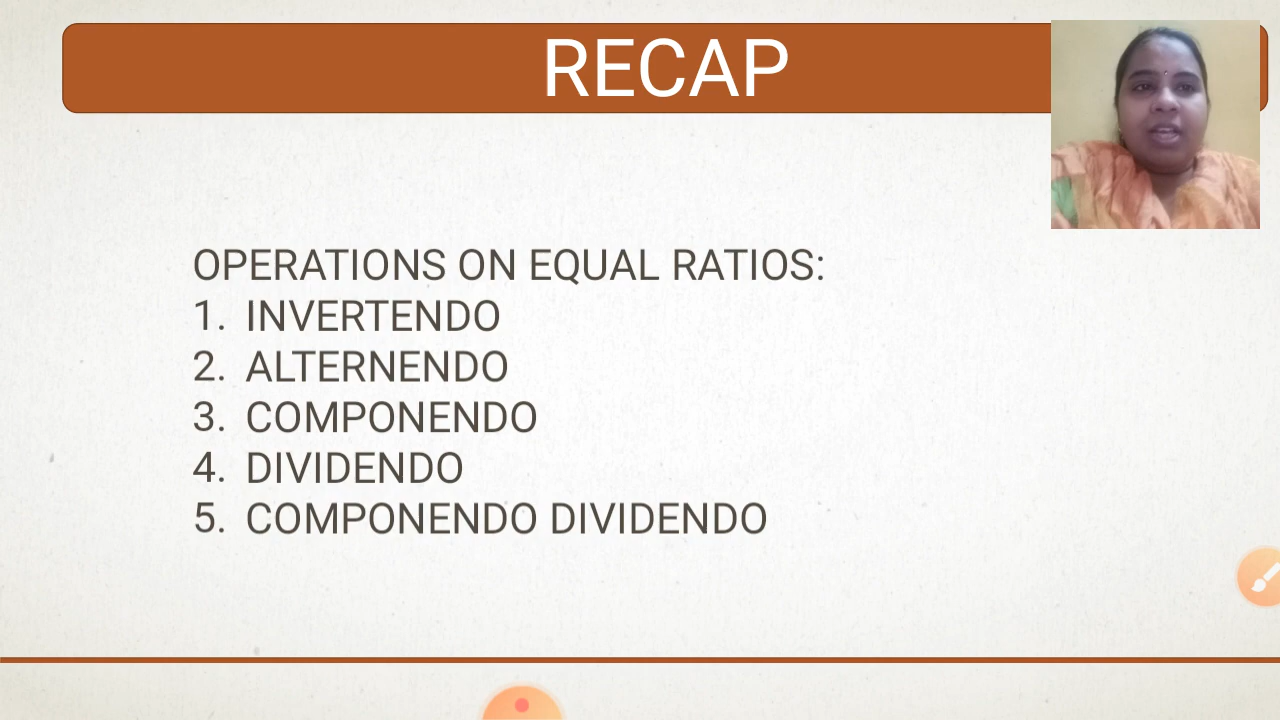 RECAP
OPERATIONS ON EQUAL RATIOS:
1. INVERTENDO
2. ALTERNENDO
3. COMPONENDO
4. DIVIDENDO
5. COMPONENDO DIVIDENDO